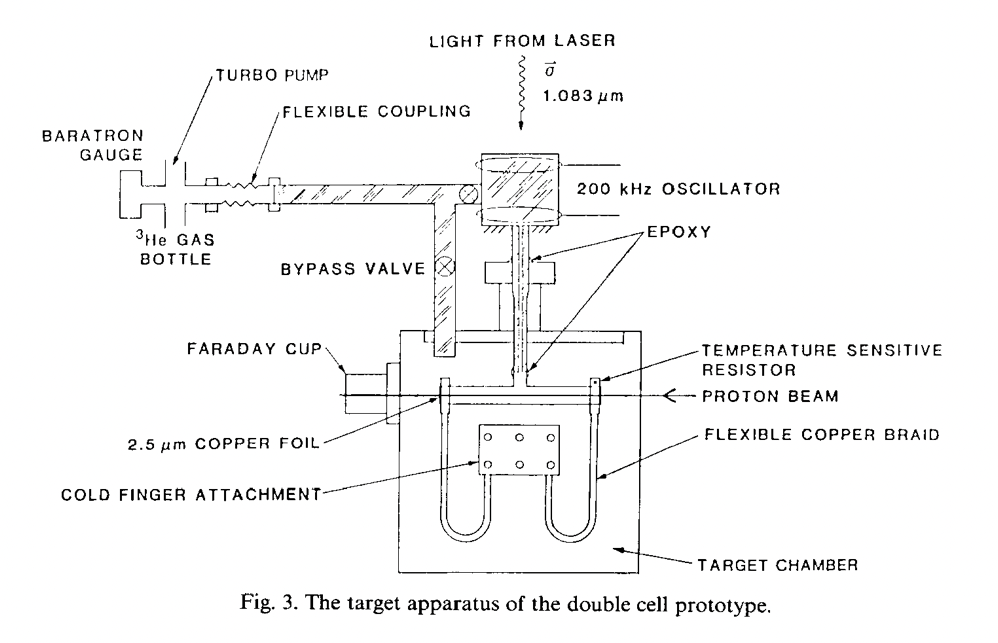 LIGHT FROM LASER
σ⃗
1.083 μm
TURBO PUMP
FLEXIBLE COUPLING
BARATRON
GAUGE
200 kHz OSCILLATOR
³He GAS
BOTTLE
EPOXY
BYPASS VALVE
FARADAY CUP
TEMPERATURE SENSITIVE
RESISTOR
PROTON BEAM
2.5 μm COPPER FOIL
FLEXIBLE COPPER BRAID
COLD FINGER ATTACHMENT
TARGET CHAMBER
Fig. 3. The target apparatus of the double cell prototype.